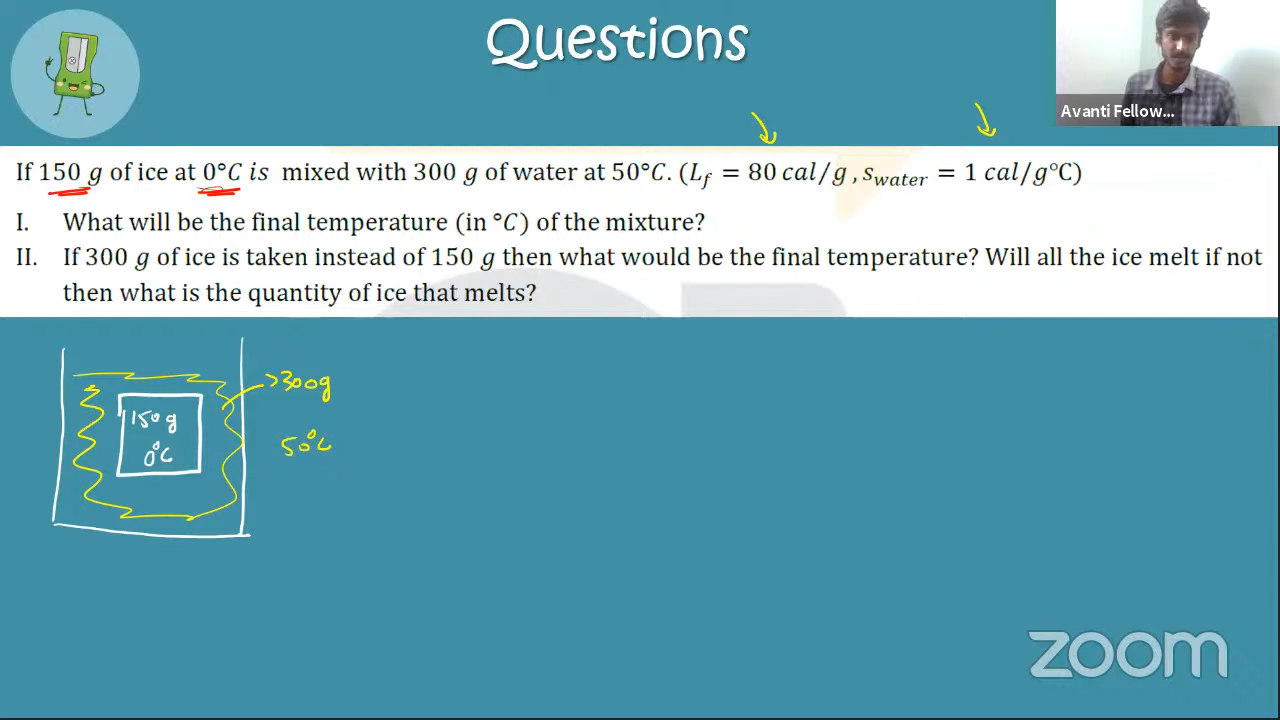 Questions
Avanti Fellow...
If 150 g of ice at 0°C is mixed with 300 g of water at 50°C. (L_f = 80 cal/g , s_water = 1 cal/g°C)
I. What will be the final temperature (in °C) of the mixture?
II. If 300 g of ice is taken instead of 150 g then what would be the final temperature? Will all the ice melt if not
then what is the quantity of ice that melts?
300g
150 g
50°C
0°C
zoom